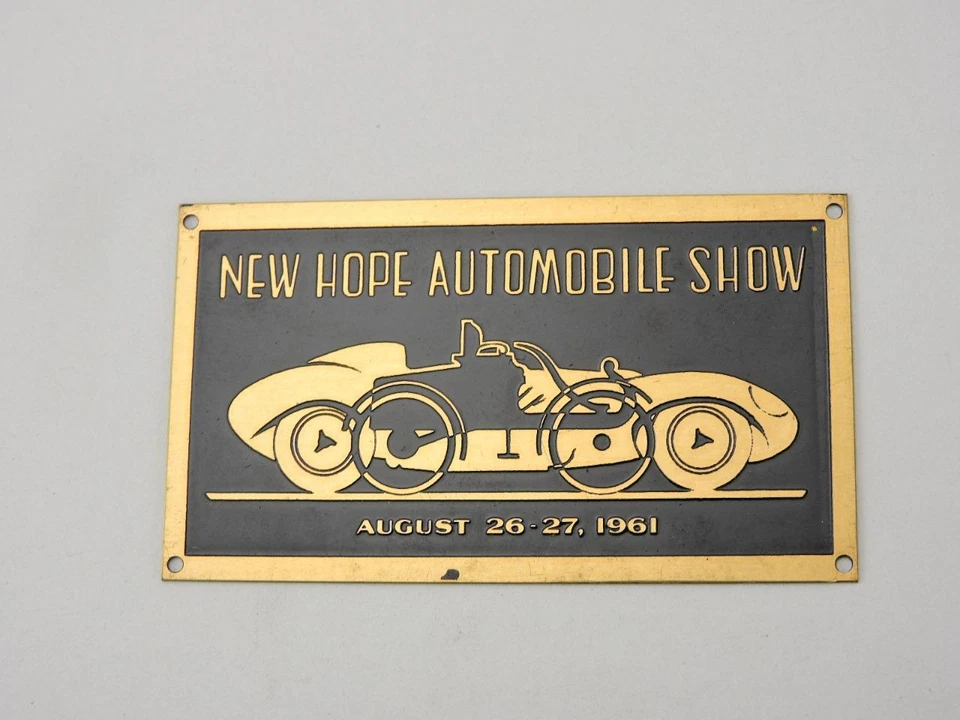 NEW HOPE AUTOMOBILE SHOW
AUGUST 26-27, 1961